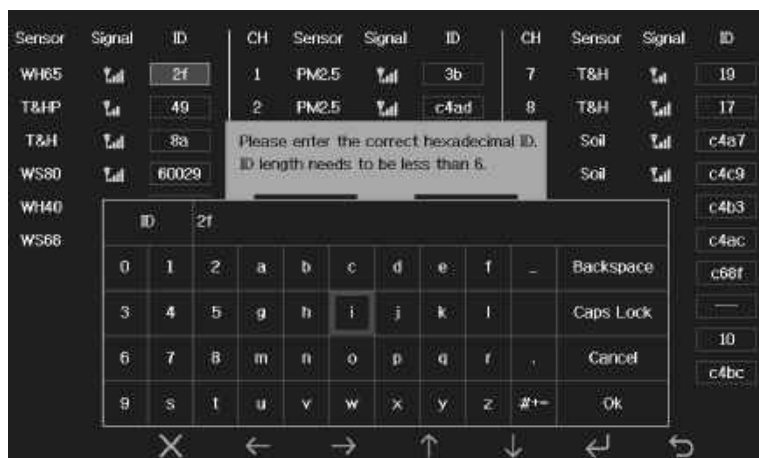 Sensor Signal ID CH Sensor Signal ID CH Sensor Signal ID
WH65 2f 1 PM2.5 3b 7 T&H 19
T&HP 49 2 PM2.5 c4ad 8 T&H 17
T&H 8a Soil c4a7
Please enter the correct hexadecimal ID.
ID length needs to be less than 6.
WS80 60029 Soil c4c9
WH40 c4b3
WS68 c4ac
ID 2f
0 1 2 a b c d e f _ Backspace c68f
3 4 5 g h i j k l Caps Lock ---
6 7 8 m n o p q r . Cancel 10
c4bc
9 s t u v w x y z #+= Ok